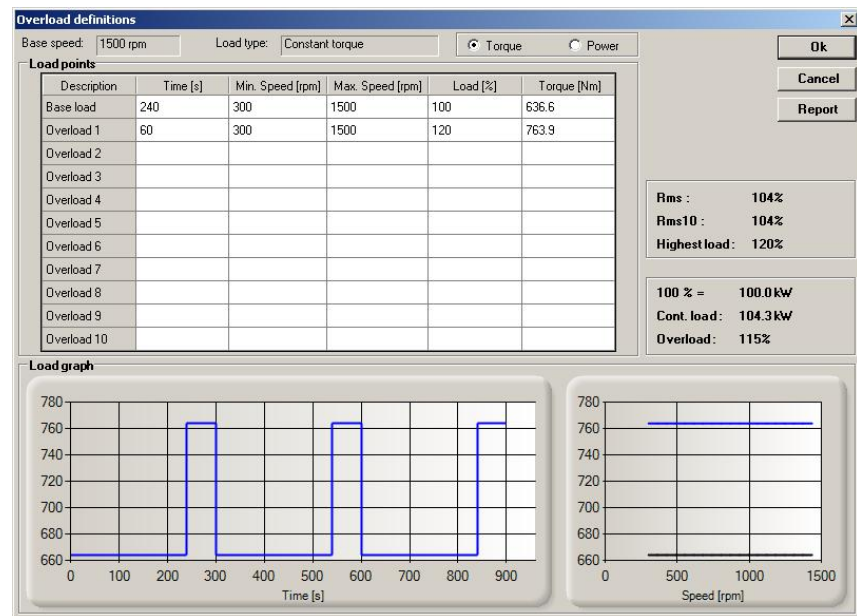 Overload definitions
Base speed: 1500 rpm Load type: Constant torque Torque Power
Ok
Cancel
Report
Load points
Description Time [s] Min. Speed [rpm] Max. Speed [rpm] Load [%] Torque [Nm]
Base load 240 300 1500 100 636.6
Overload 1 60 300 1500 120 763.9
Overload 2
Overload 3
Overload 4
Overload 5
Overload 6
Overload 7
Overload 8
Overload 9
Overload 10
Rms : 104%
Rms10 : 104%
Highest load : 120%
100 % = 100.0 kW
Cont. load : 104.3 kW
Overload : 115%
Load graph
780
760
740
720
700
680
660
0 100 200 300 400 500 600 700 800 900
Time [s]
780
760
740
720
700
680
660
0 500 1000 1500
Speed [rpm]